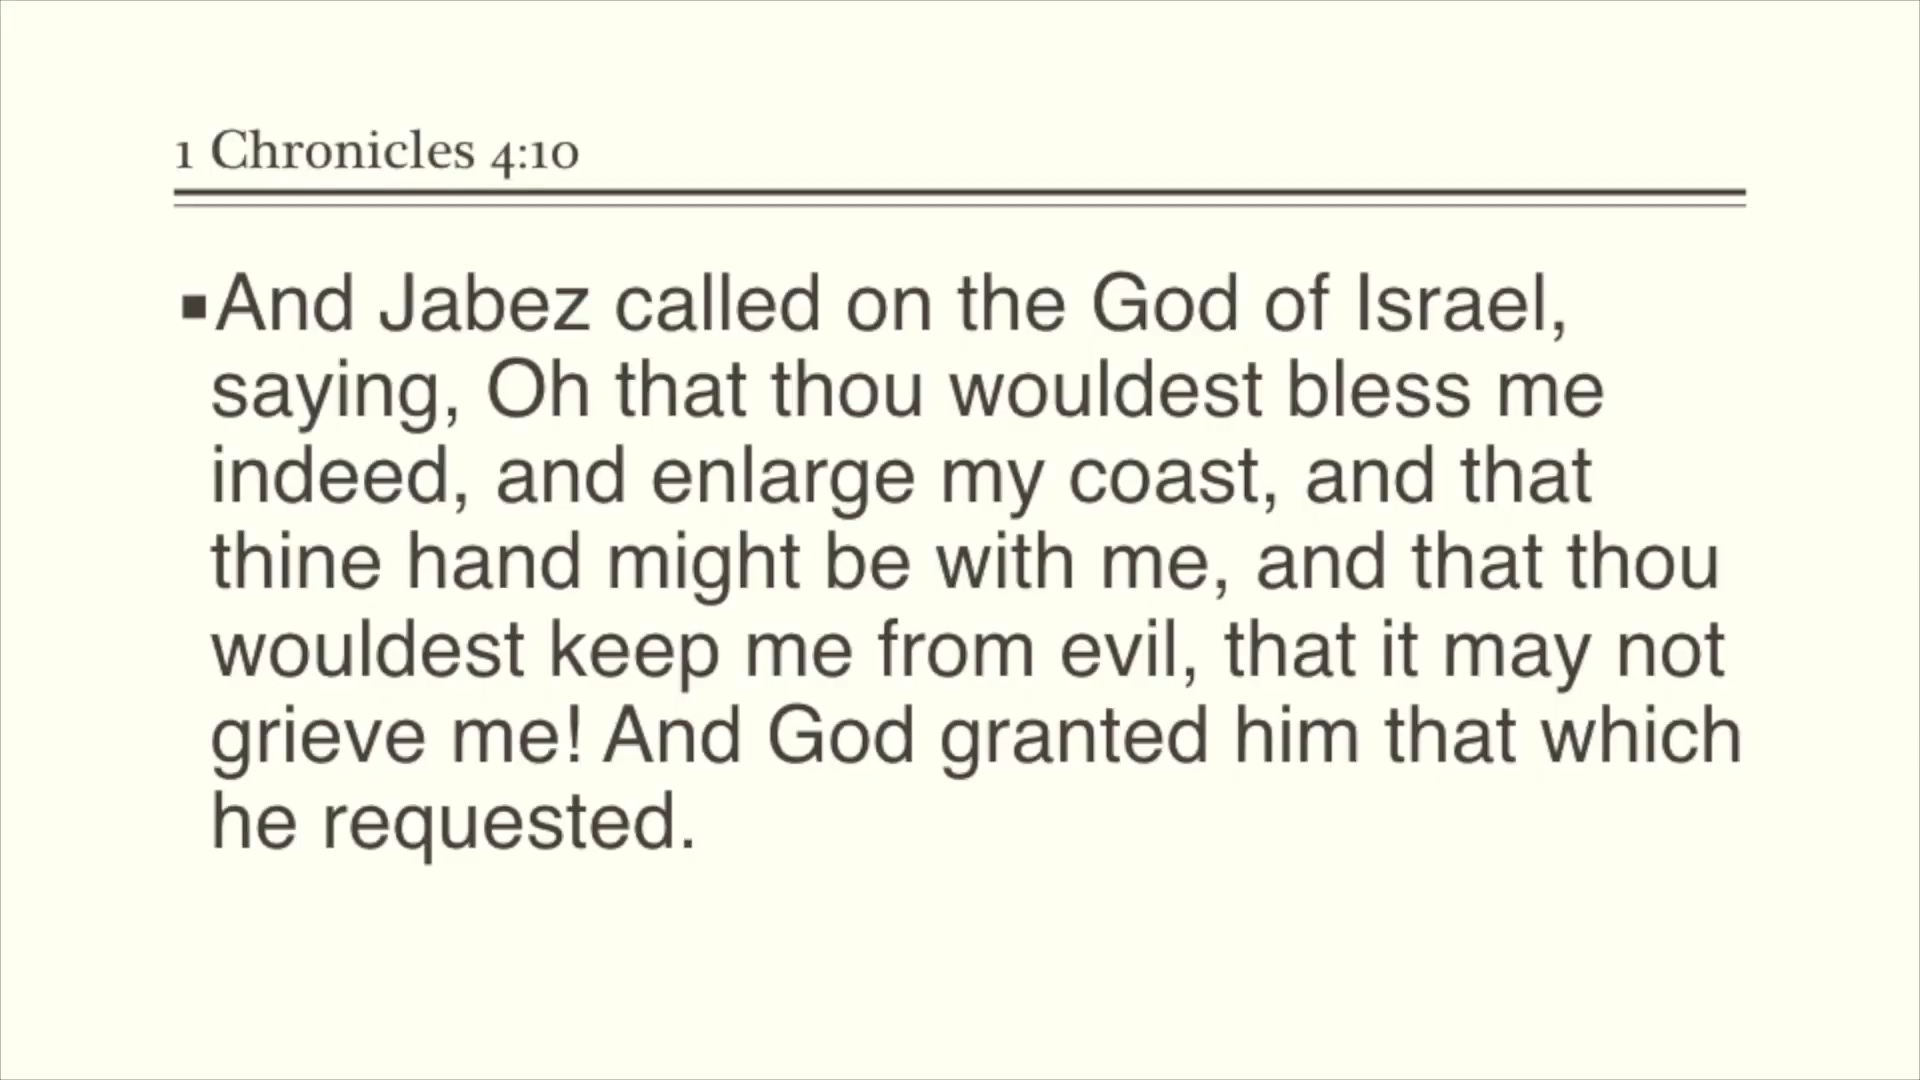 1 Chronicles 4:10
▪And Jabez called on the God of Israel,
saying, Oh that thou wouldest bless me
indeed, and enlarge my coast, and that
thine hand might be with me, and that thou
wouldest keep me from evil, that it may not
grieve me! And God granted him that which
he requested.